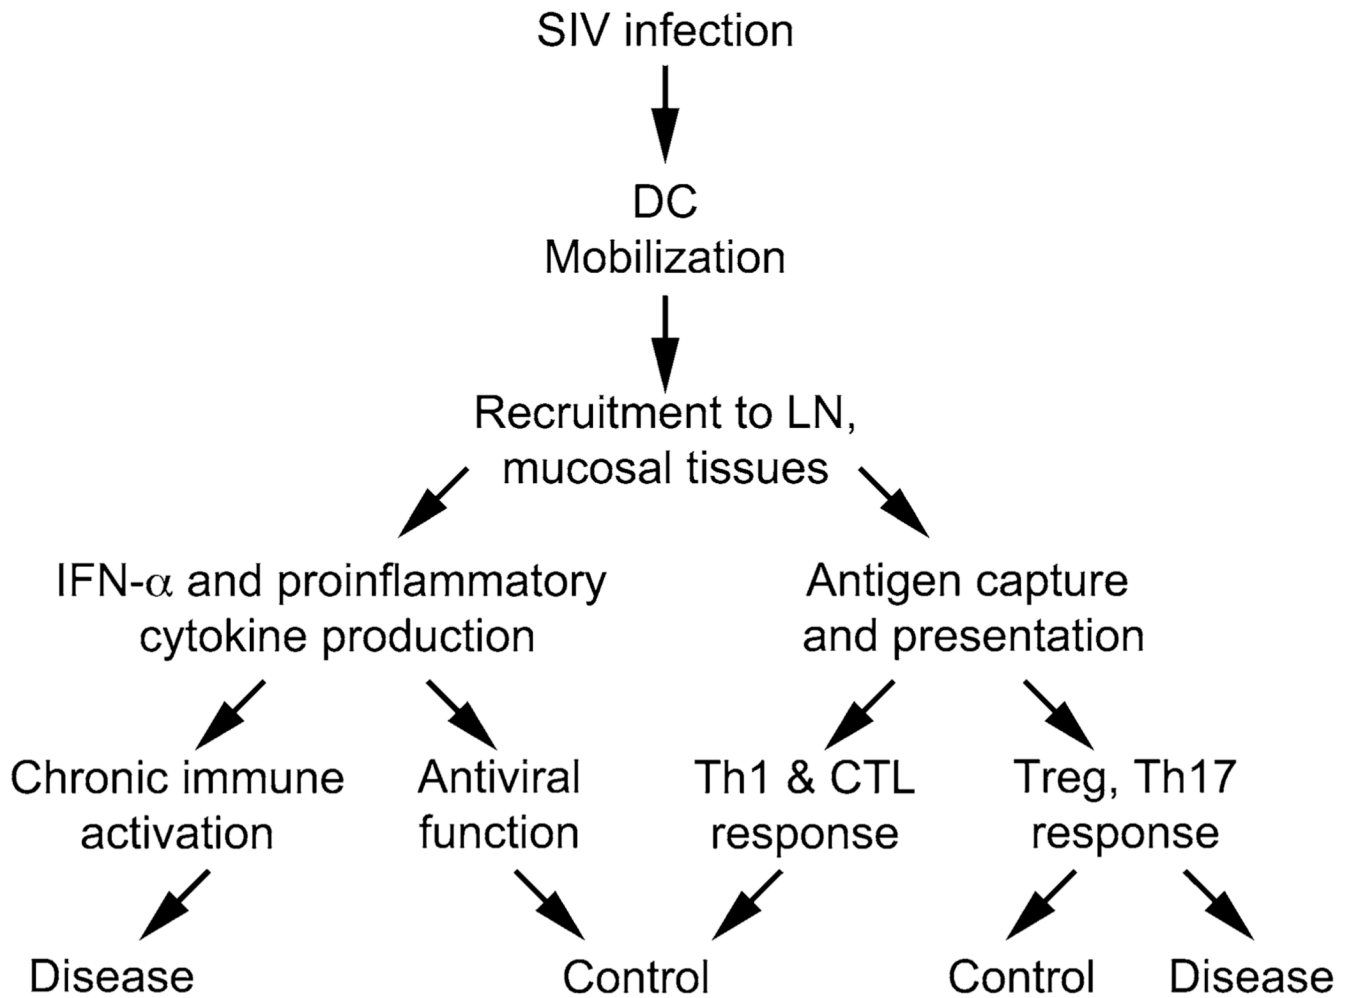 SIV infection
DC
Mobilization
Recruitment to LN,
mucosal tissues
IFN-α and proinflammatory
cytokine production
Antigen capture
and presentation
Chronic immune
activation
Antiviral
function
Th1 & CTL
response
Treg, Th17
response
Disease
Control
Control
Disease